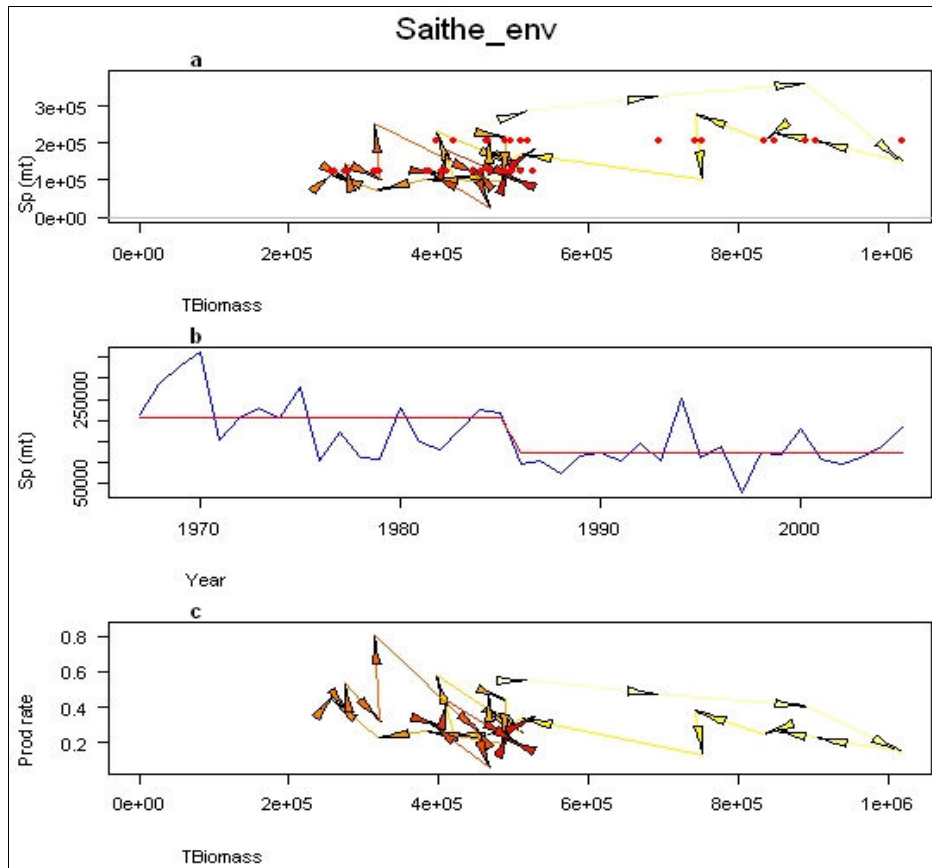 Saithe_env
a
Sp (mt)
3e+05
2e+05
1e+05
0e+00
0e+00 2e+05 4e+05 6e+05 8e+05 1e+06
TBiomass
b
Sp (mt)
250000
50000
1970 1980 1990 2000
Year
c
Prod rate
0.8
0.6
0.4
0.2
0e+00 2e+05 4e+05 6e+05 8e+05 1e+06
TBiomass